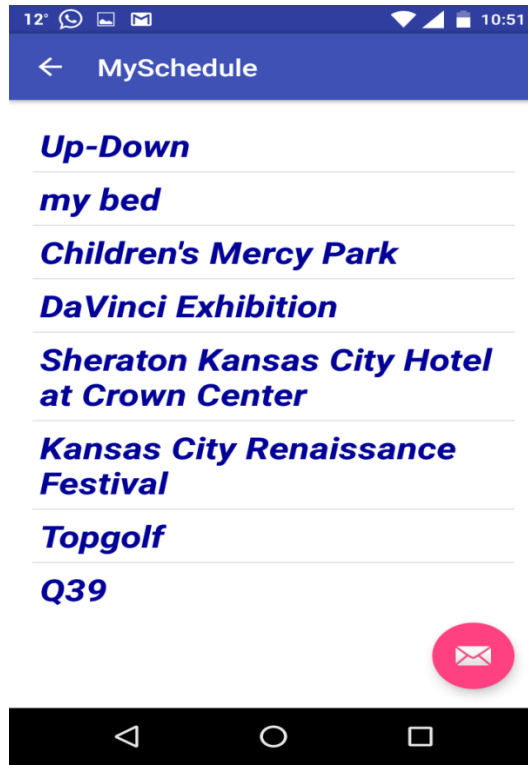 12°
10:51
MySchedule
Up-Down
my bed
Children's Mercy Park
DaVinci Exhibition
Sheraton Kansas City Hotel
at Crown Center
Kansas City Renaissance
Festival
Topgolf
Q39